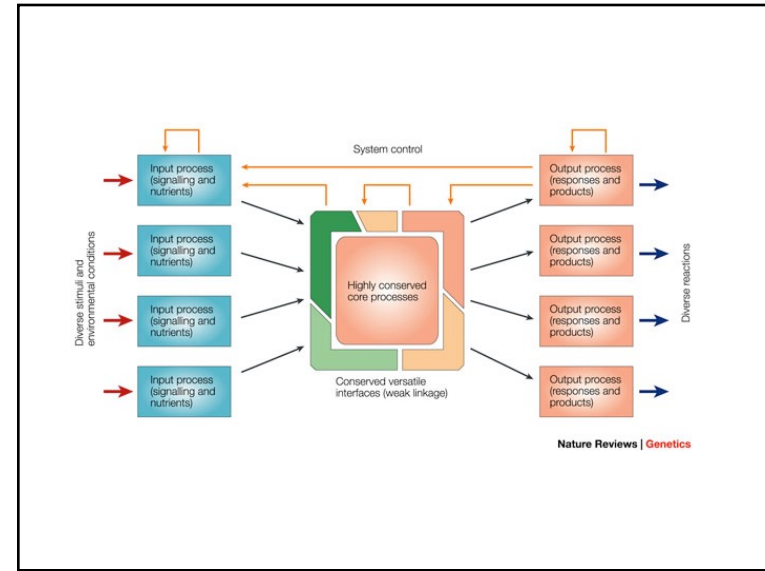 System control
Input process
(signalling and
nutrients)
Input process
(signalling and
nutrients)
Input process
(signalling and
nutrients)
Input process
(signalling and
nutrients)
Diverse stimuli and
environmental conditions
Highly conserved
core processes
Conserved versatile
interfaces (weak linkage)
Output process
(responses and
products)
Output process
(responses and
products)
Output process
(responses and
products)
Output process
(responses and
products)
Diverse reactions
Nature Reviews | Genetics